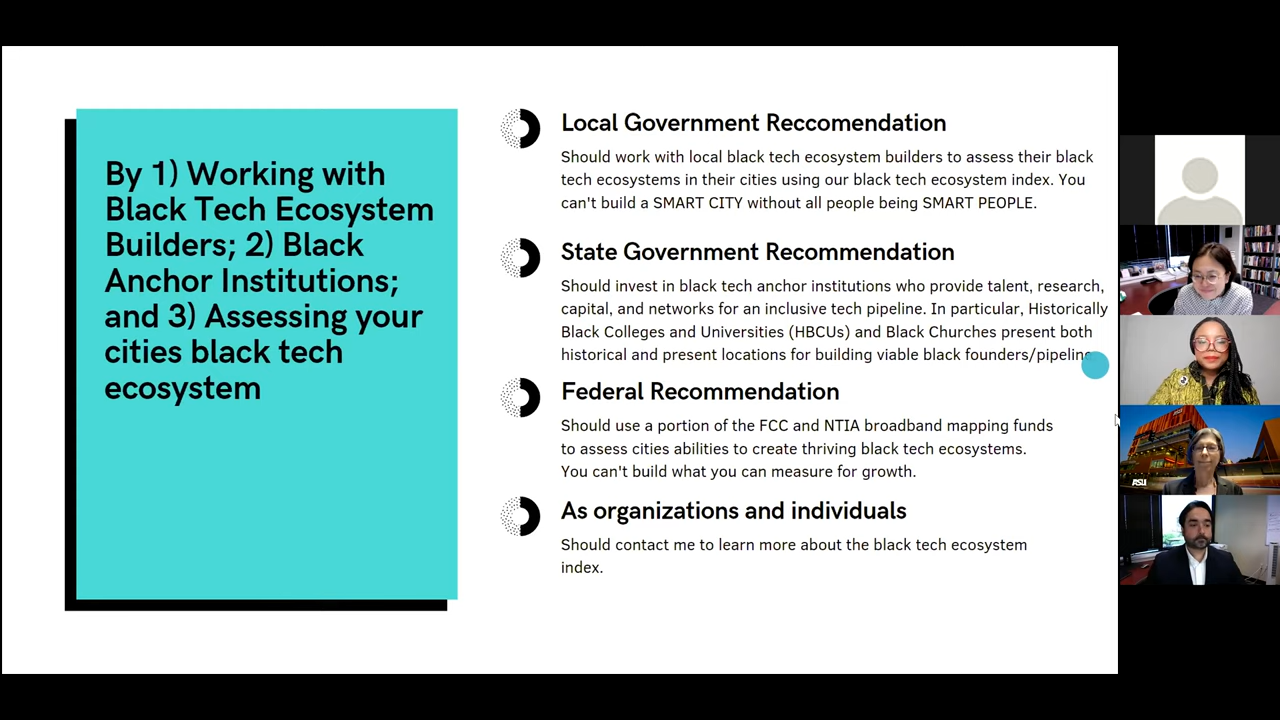 By 1) Working with
Black Tech Ecosystem
Builders; 2) Black
Anchor Institutions;
and 3) Assessing your
cities black tech
ecosystem
Local Government Reccomendation
Should work with local black tech ecosystem builders to assess their black
tech ecosystems in their cities using our black tech ecosystem index. You
can't build a SMART CITY without all people being SMART PEOPLE.
State Government Recommendation
Should invest in black tech anchor institutions who provide talent, research,
capital, and networks for an inclusive tech pipeline. In particular, Historically
Black Colleges and Universities (HBCUs) and Black Churches present both
historical and present locations for building viable black founders/pipeline
Federal Recommendation
Should use a portion of the FCC and NTIA broadband mapping funds
to assess cities abilities to create thriving black tech ecosystems.
You can't build what you can measure for growth.
As organizations and individuals
Should contact me to learn more about the black tech ecosystem
index.
ASU